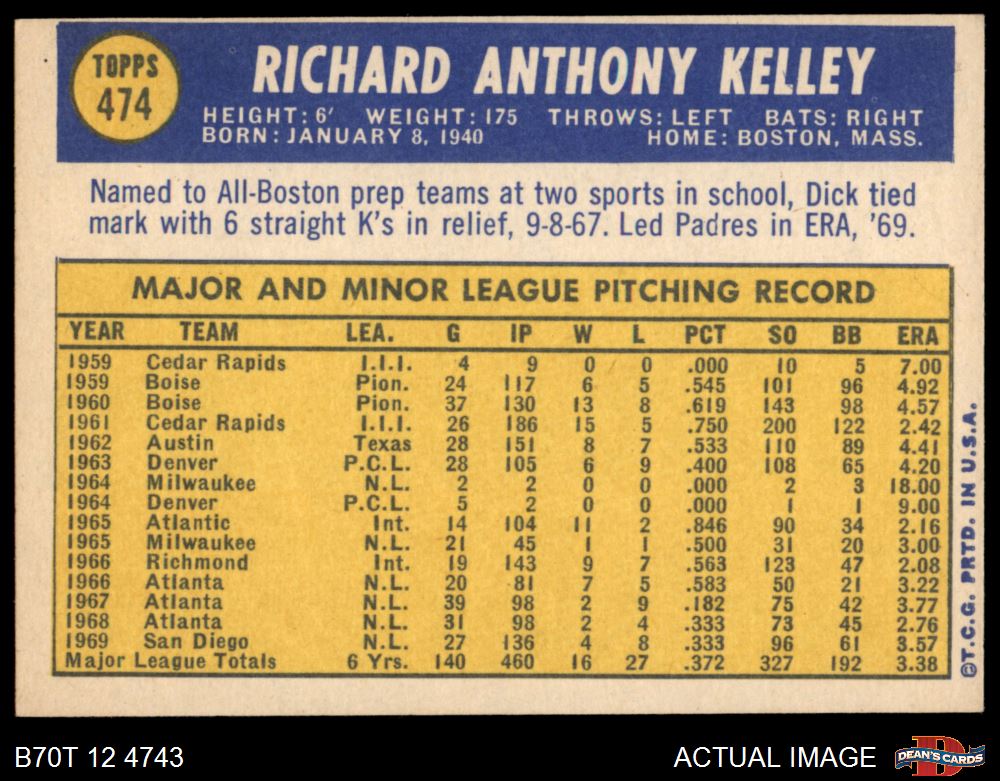 TOPPS
474
RICHARD ANTHONY KELLEY
HEIGHT: 6' WEIGHT: 175 THROWS: LEFT BATS: RIGHT
BORN: JANUARY 8, 1940 HOME: BOSTON, MASS.
Named to All-Boston prep teams at two sports in school, Dick tied
mark with 6 straight K's in relief, 9-8-67. Led Padres in ERA, '69.
MAJOR AND MINOR LEAGUE PITCHING RECORD
YEAR TEAM LEA. G IP W L PCT SO BB ERA
1959 Cedar Rapids I.I.I. 4 9 0 0 .000 10 5 7.00
1959 Boise Pion. 24 117 6 5 .545 101 96 4.92
1960 Boise Pion. 37 130 13 8 .619 143 98 4.57
1961 Cedar Rapids I.I.I. 26 186 15 5 .750 200 122 2.42
1962 Austin Texas 28 151 8 7 .533 110 89 4.41
1963 Denver P.C.L. 28 105 6 9 .400 108 65 4.20
1964 Milwaukee N.L. 2 2 0 0 .000 2 3 18.00
1964 Denver P.C.L. 5 2 0 0 .000 1 1 9.00
1965 Atlantic Int. 14 104 11 2 .846 90 34 2.16
1965 Milwaukee N.L. 21 45 1 1 .500 31 20 3.00
1966 Richmond Int. 19 143 9 7 .563 123 47 2.08
1966 Atlanta N.L. 20 81 7 5 .583 50 21 3.22
1967 Atlanta N.L. 39 98 2 9 .182 75 42 3.77
1968 Atlanta N.L. 31 98 2 4 .333 73 45 2.76
1969 San Diego N.L. 27 136 4 8 .333 96 61 3.57
Major League Totals 6 Yrs. 140 460 16 27 .372 327 192 3.38
©T.C.G. PRTD. IN U.S.A.
B70T 12 4743
ACTUAL IMAGE
D
DEAN'S CARDS